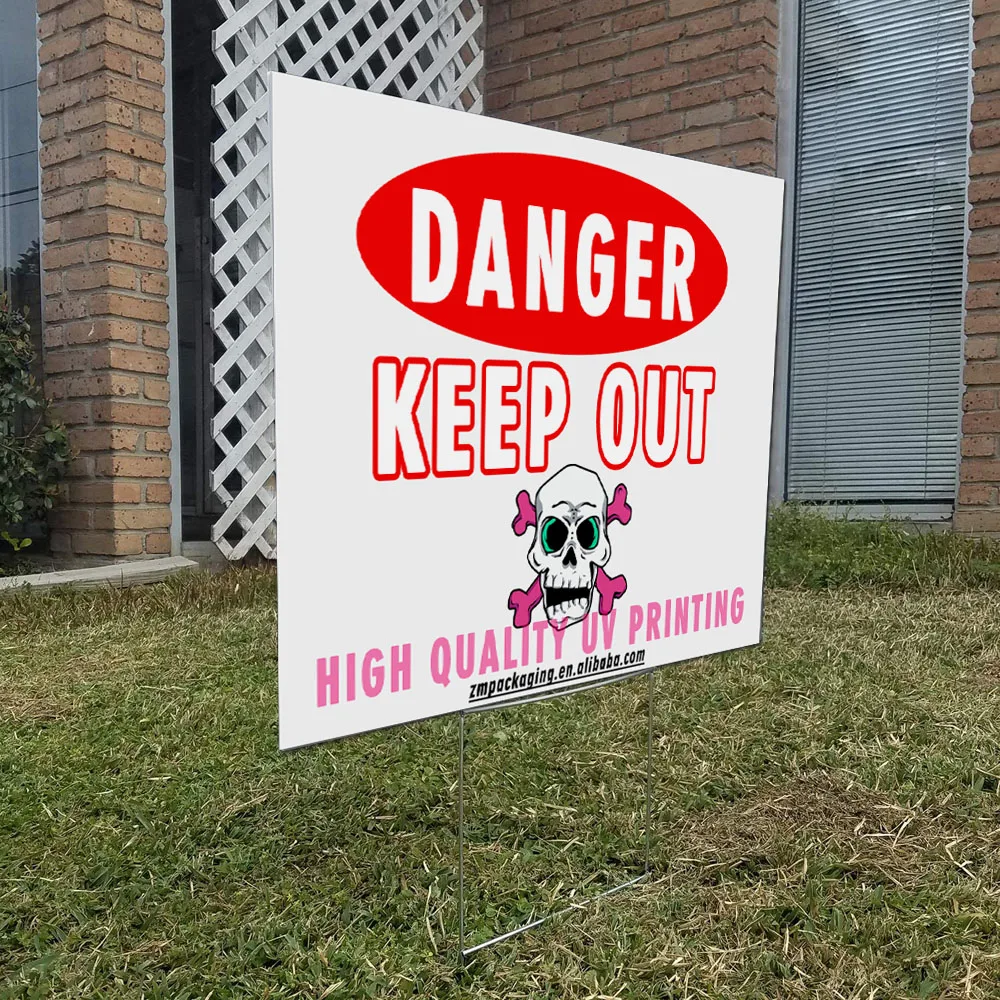 DANGER
KEEP OUT
HIGH QUALITY UV PRINTING
zmpackaging.en.alibaba.com